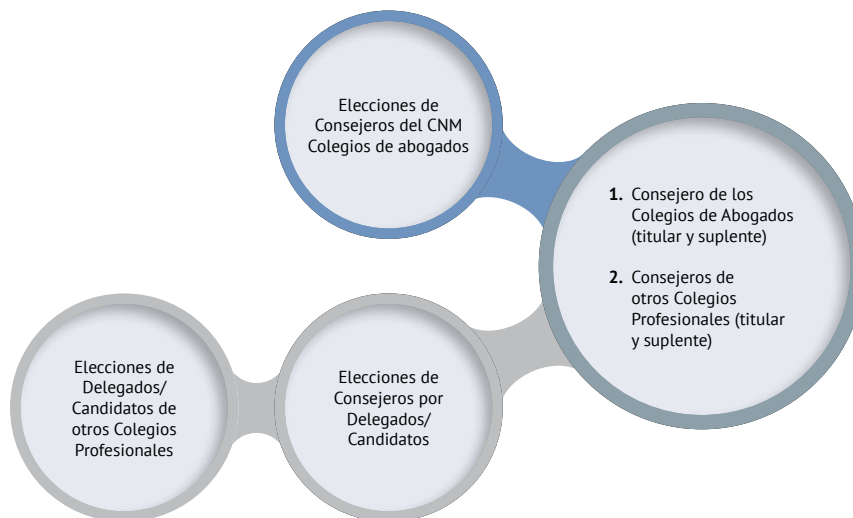 Elecciones de
Consejeros del CNM
Colegios de abogados
1. Consejero de los
Colegios de Abogados
(titular y suplente)
2. Consejeros de
otros Colegios
Profesionales (titular
y suplente)
Elecciones de
Delegados/
Candidatos de
otros Colegios
Profesionales
Elecciones de
Consejeros por
Delegados/
Candidatos